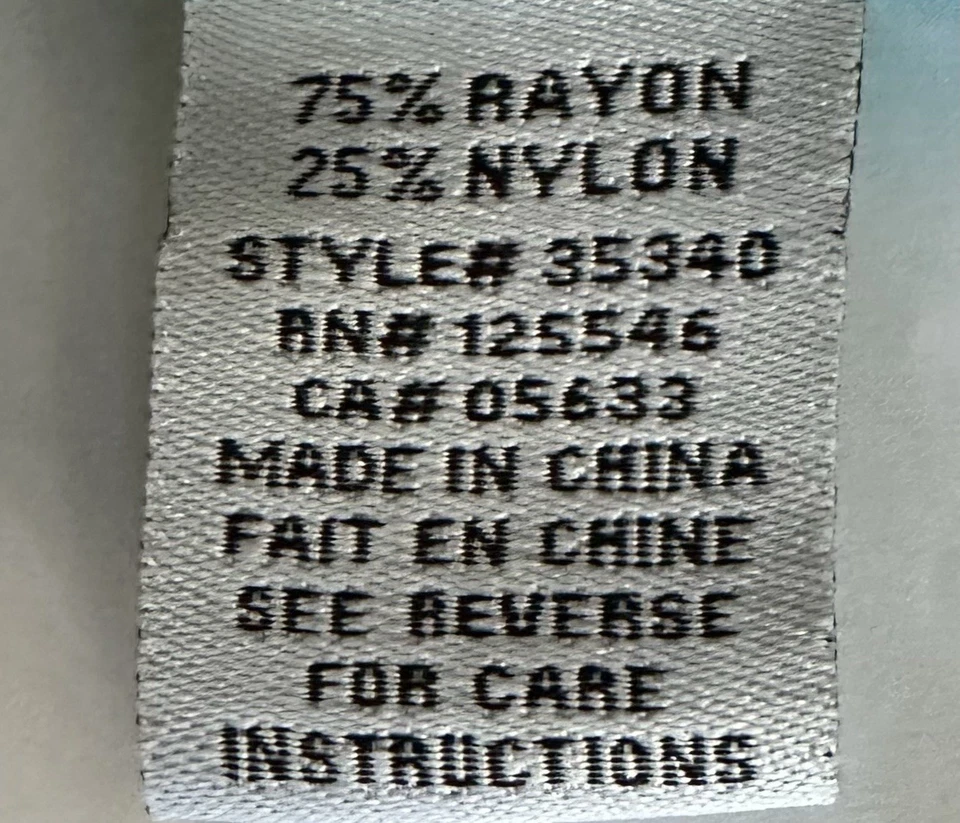 75% RAYON
25% NYLON
STYLE# 35340
RN# 125546
CA# 05633
MADE IN CHINA
FAIT EN CHINE
SEE REVERSE
FOR CARE
INSTRUCTIONS